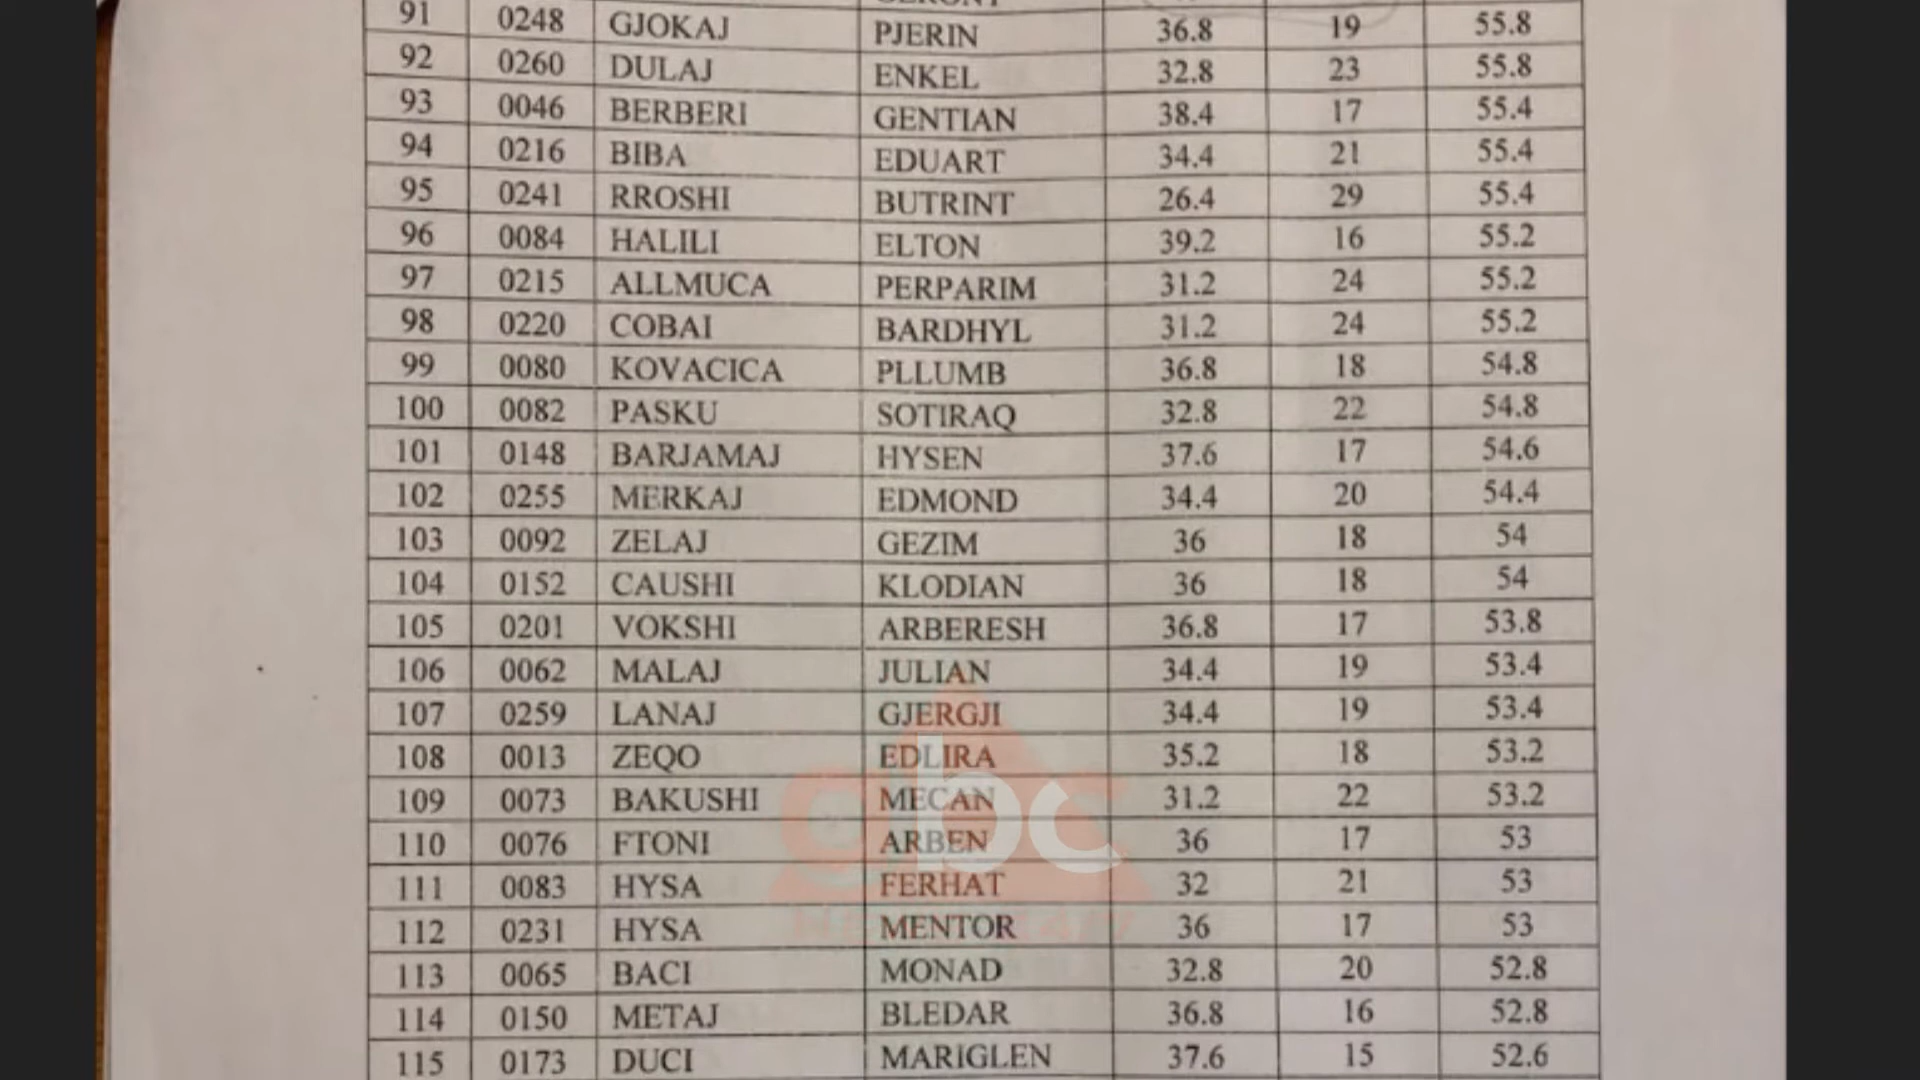 91 0248 GJOKAJ PJERIN 36.8 19 55.8
92 0260 DULAJ ENKEL 32.8 23 55.8
93 0046 BERBERI GENTIAN 38.4 17 55.4
94 0216 BIBA EDUART 34.4 21 55.4
95 0241 RROSHI BUTRINT 26.4 29 55.4
96 0084 HALILI ELTON 39.2 16 55.2
97 0215 ALLMUCA PERPARIM 31.2 24 55.2
98 0220 COBAI BARDHYL 31.2 24 55.2
99 0080 KOVACICA PLLUMB 36.8 18 54.8
100 0082 PASKU SOTIRAQ 32.8 22 54.8
101 0148 BARJAMAJ HYSEN 37.6 17 54.6
102 0255 MERKAJ EDMOND 34.4 20 54.4
103 0092 ZELAJ GEZIM 36 18 54
104 0152 CAUSHI KLODIAN 36 18 54
105 0201 VOKSHI ARBERESH 36.8 17 53.8
106 0062 MALAJ JULIAN 34.4 19 53.4
107 0259 LANAJ GJERGJI 34.4 19 53.4
108 0013 ZEQO EDLIRA 35.2 18 53.2
109 0073 BAKUSHI MECAN 31.2 22 53.2
110 0076 FTONI ARBEN 36 17 53
111 0083 HYSA FERHAT 32 21 53
112 0231 HYSA MENTOR 36 17 53
113 0065 BACI MONAD 32.8 20 52.8
114 0150 METAJ BLEDAR 36.8 16 52.8
115 0173 DUCI MARIGLEN 37.6 15 52.6
abc